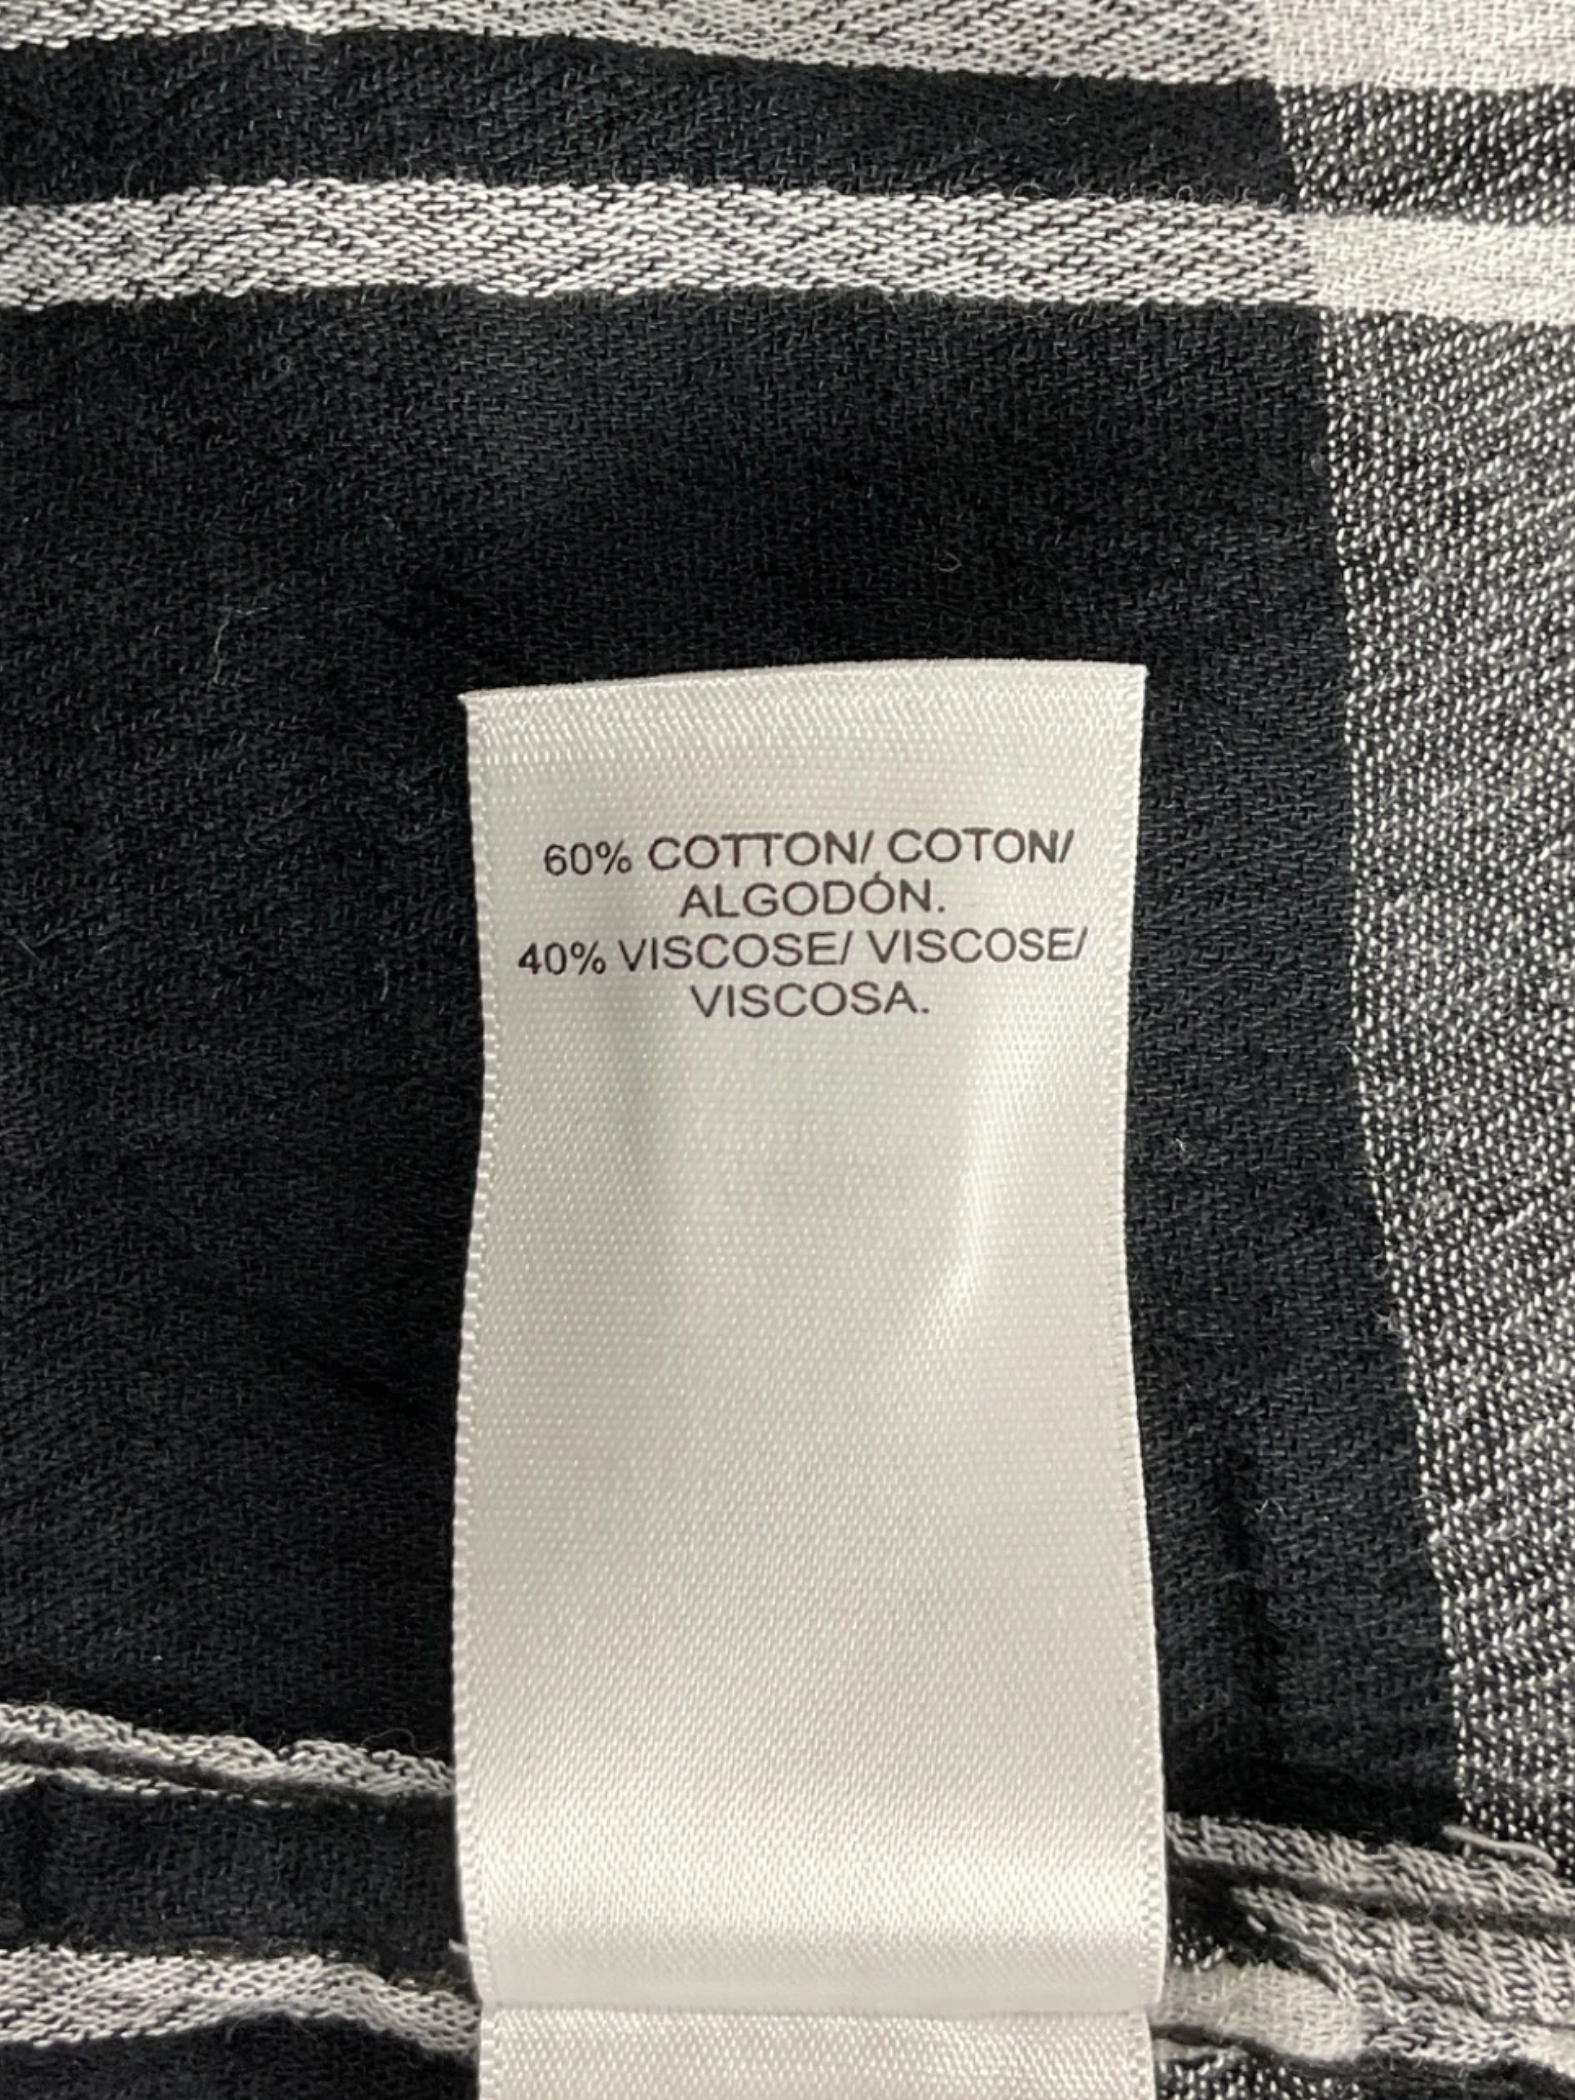 60% COTTON/ COTON/
ALGODÓN.
40% VISCOSE/ VISCOSE/
VISCOSA.